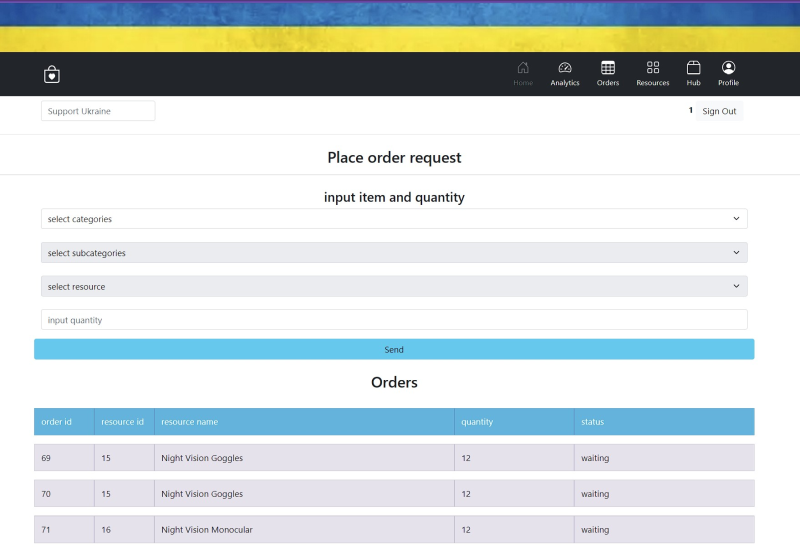 Home Analytics Orders Resources Hub Profile
Support Ukraine 1 Sign Out
Place order request
input item and quantity
select categories
select subcategories
select resource
input quantity
Send
Orders
order id resource id resource name quantity status
69 15 Night Vision Goggles 12 waiting
70 15 Night Vision Goggles 12 waiting
71 16 Night Vision Monocular 12 waiting